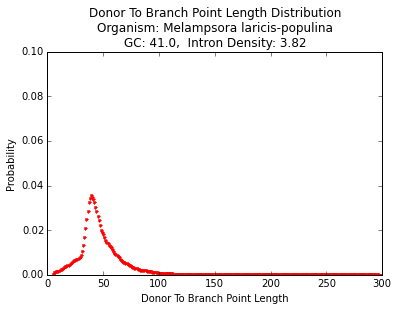 Donor To Branch Point Length Distribution
Organism: Melampsora laricis-populina
GC: 41.0,  Intron Density: 3.82
0.10
0.08
0.06
0.04
0.02
0.00
Probability
0 50 100 150 200 250 300
Donor To Branch Point Length